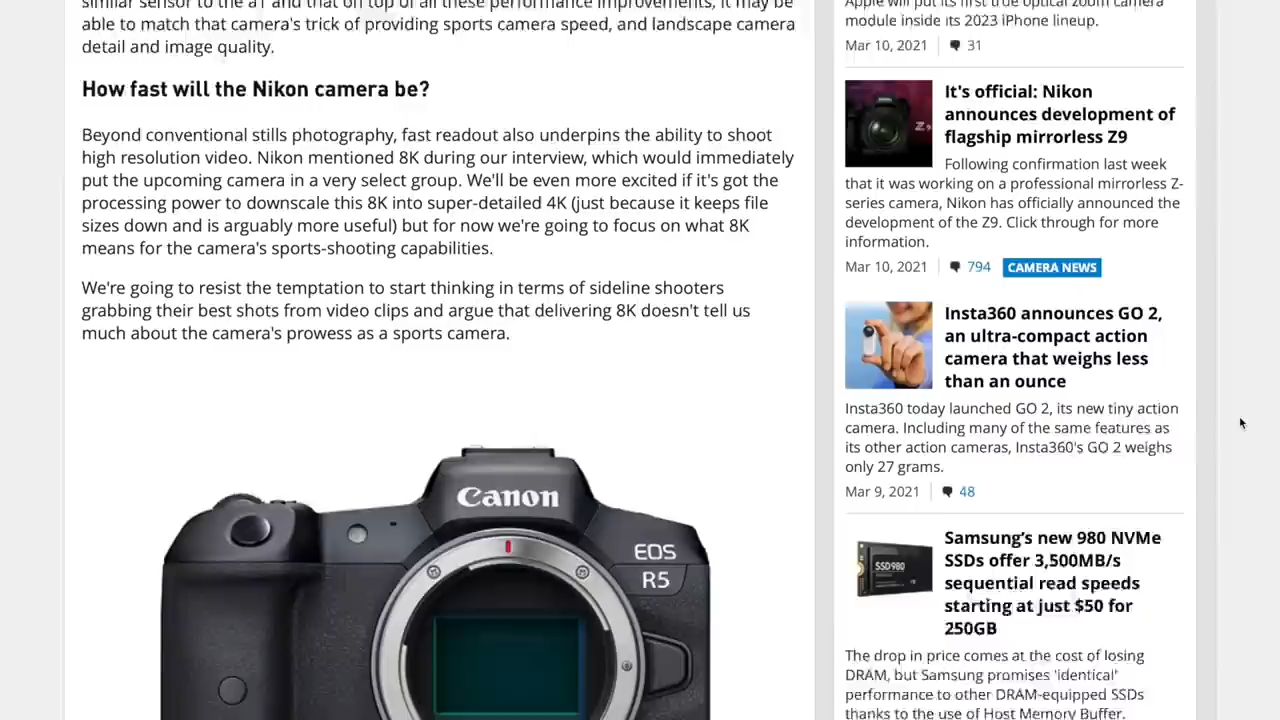 similar sensor to the a1 and that on top of all these performance improvements, it may be
able to match that camera's trick of providing sports camera speed, and landscape camera
detail and image quality.
How fast will the Nikon camera be?
Beyond conventional stills photography, fast readout also underpins the ability to shoot
high resolution video. Nikon mentioned 8K during our interview, which would immediately
put the upcoming camera in a very select group. We'll be even more excited if it's got the
processing power to downscale this 8K into super-detailed 4K (just because it keeps file
sizes down and is arguably more useful) but for now we're going to focus on what 8K
means for the camera's sports-shooting capabilities.
We're going to resist the temptation to start thinking in terms of sideline shooters
grabbing their best shots from video clips and argue that delivering 8K doesn't tell us
much about the camera's prowess as a sports camera.
Canon
EOS
R5
Apple will put its first true optical zoom camera
module inside its 2023 iPhone lineup.
Mar 10, 2021 31
It's official: Nikon
announces development of
flagship mirrorless Z9
Z 9
Following confirmation last week
that it was working on a professional mirrorless Z-
series camera, Nikon has officially announced the
development of the Z9. Click through for more
information.
Mar 10, 2021 794 CAMERA NEWS
Insta360 announces GO 2,
an ultra-compact action
camera that weighs less
than an ounce
Insta360 today launched GO 2, its new tiny action
camera. Including many of the same features as
its other action cameras, Insta360's GO 2 weighs
only 27 grams.
Mar 9, 2021 48
Samsung's new 980 NVMe
SSDs offer 3,500MB/s
sequential read speeds
starting at just $50 for
250GB
SSD 980
The drop in price comes at the cost of losing
DRAM, but Samsung promises 'identical'
performance to other DRAM-equipped SSDs
thanks to the use of Host Memory Buffer.